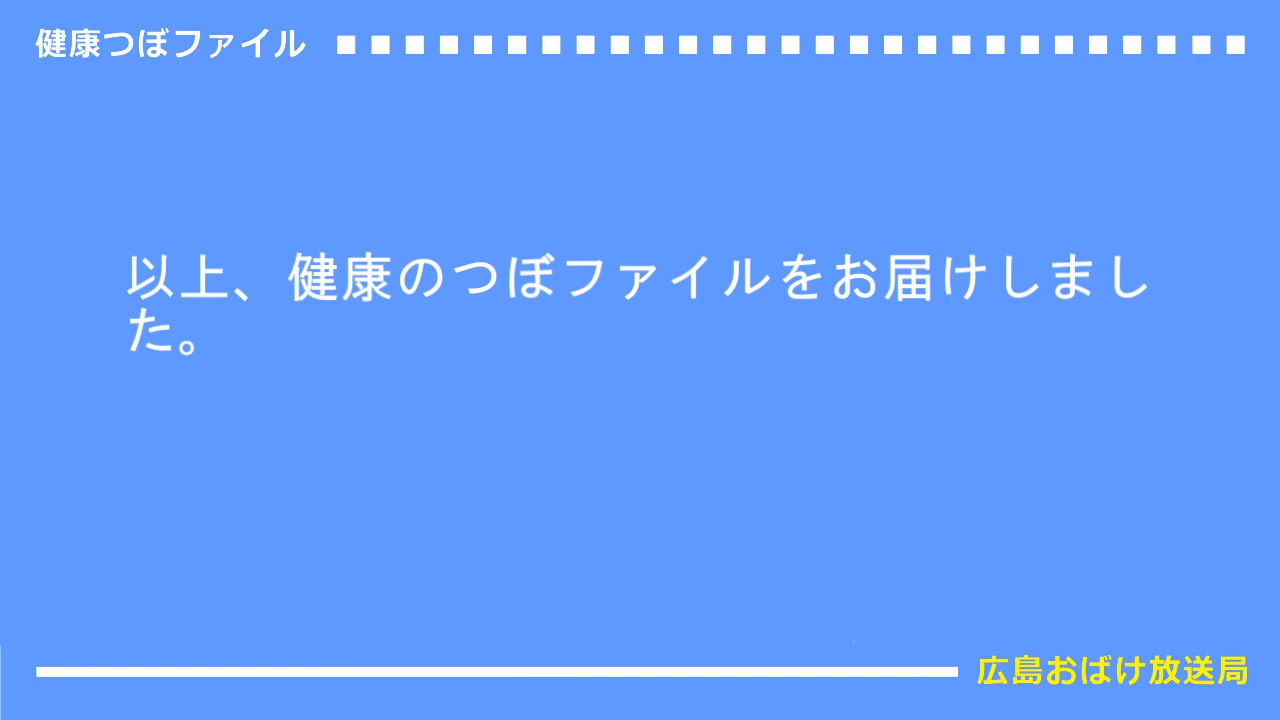 健康つぼファイル
以上、健康のつぼファイルをお届けしまし
た。
広島おばけ放送局